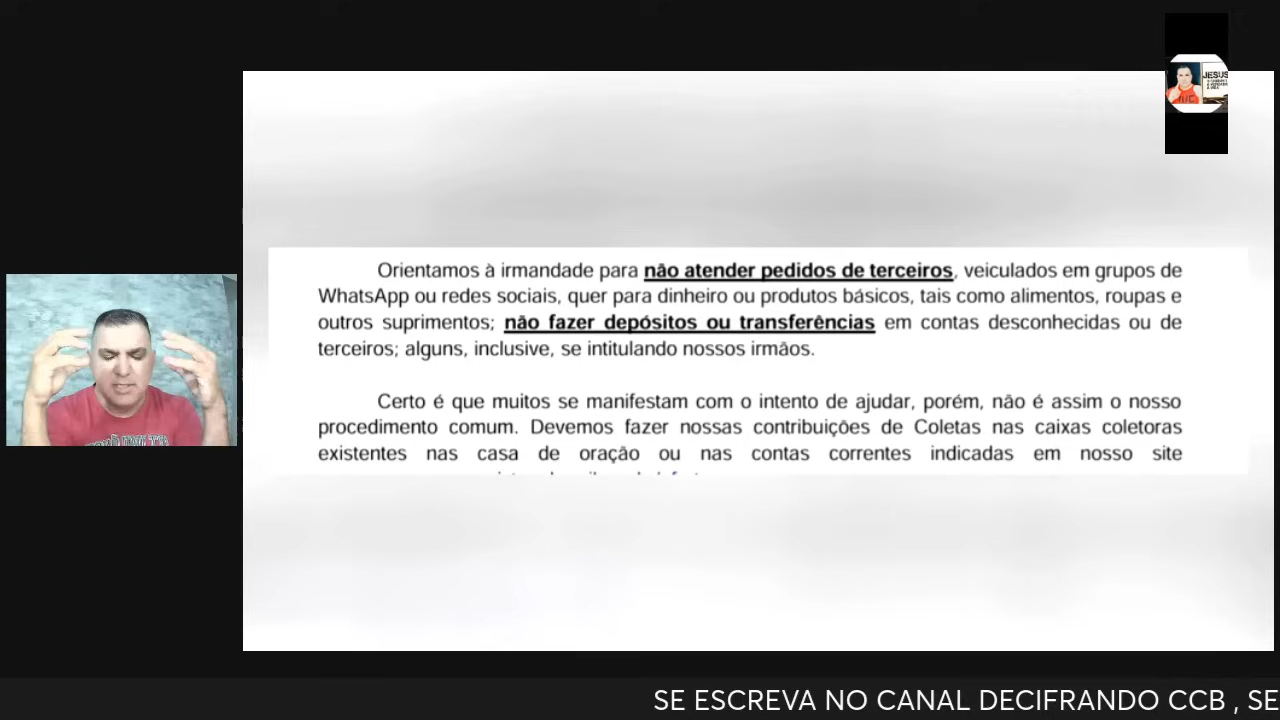 JESUS
Orientamos à irmandade para não atender pedidos de terceiros, veiculados em grupos de
WhatsApp ou redes sociais, quer para dinheiro ou produtos básicos, tais como alimentos, roupas e
outros suprimentos; não fazer depósitos ou transferências em contas desconhecidas ou de
terceiros; alguns, inclusive, se intitulando nossos irmãos.
Certo é que muitos se manifestam com o intento de ajudar, porém, não é assim o nosso
procedimento comum. Devemos fazer nossas contribuições de Coletas nas caixas coletoras
existentes nas casa de oração ou nas contas correntes indicadas em nosso site
SE ESCREVA NO CANAL DECIFRANDO CCB , SE